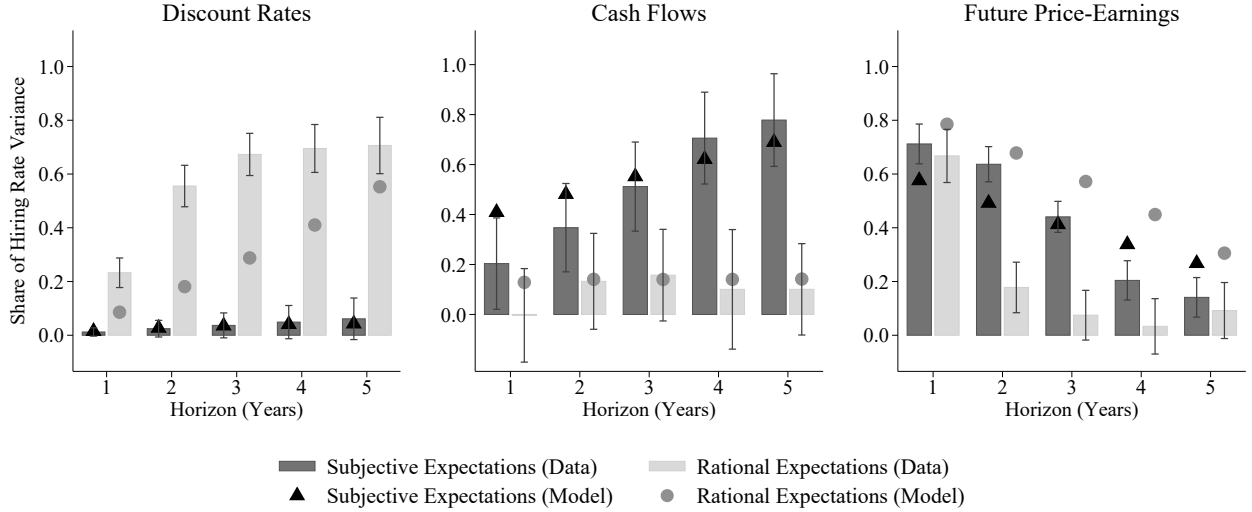 Discount Rates
Cash Flows
Future Price-Earnings
Share of Hiring Rate Variance
1.0
0.8
0.6
0.4
0.2
0.0
1 2 3 4 5
Horizon (Years)
1.0
0.8
0.6
0.4
0.2
0.0
1 2 3 4 5
Horizon (Years)
1.0
0.8
0.6
0.4
0.2
0.0
1 2 3 4 5
Horizon (Years)
Subjective Expectations (Data)
Rational Expectations (Data)
Subjective Expectations (Model)
Rational Expectations (Model)